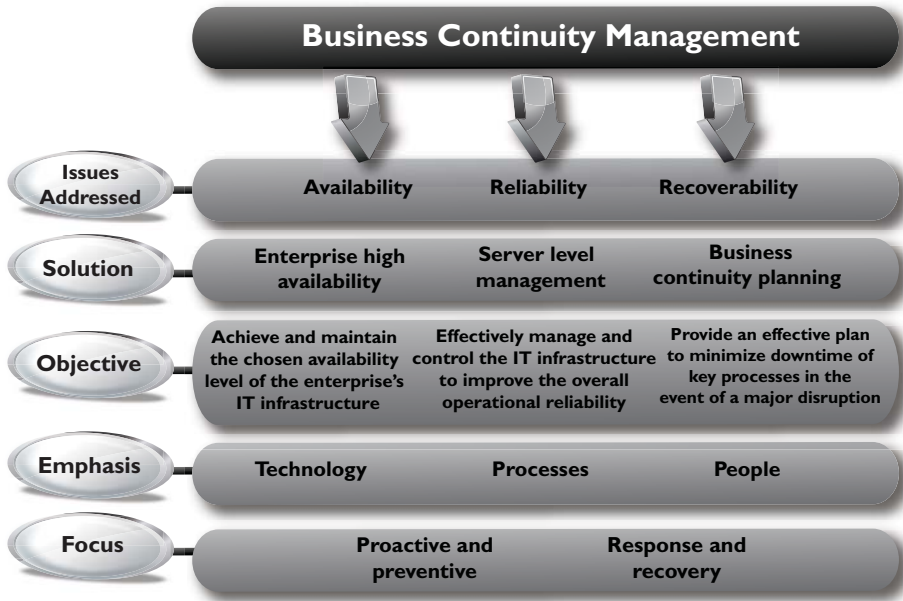 Business Continuity Management
Issues
Addressed
Availability
Reliability
Recoverability
Solution
Enterprise high
availability
Server level
management
Business
continuity planning
Objective
Achieve and maintain
the chosen availability
level of the enterprise's
IT infrastructure
Effectively manage and
control the IT infrastructure
to improve the overall
operational reliability
Provide an effective plan
to minimize downtime of
key processes in the
event of a major disruption
Emphasis
Technology
Processes
People
Focus
Proactive and
preventive
Response and
recovery